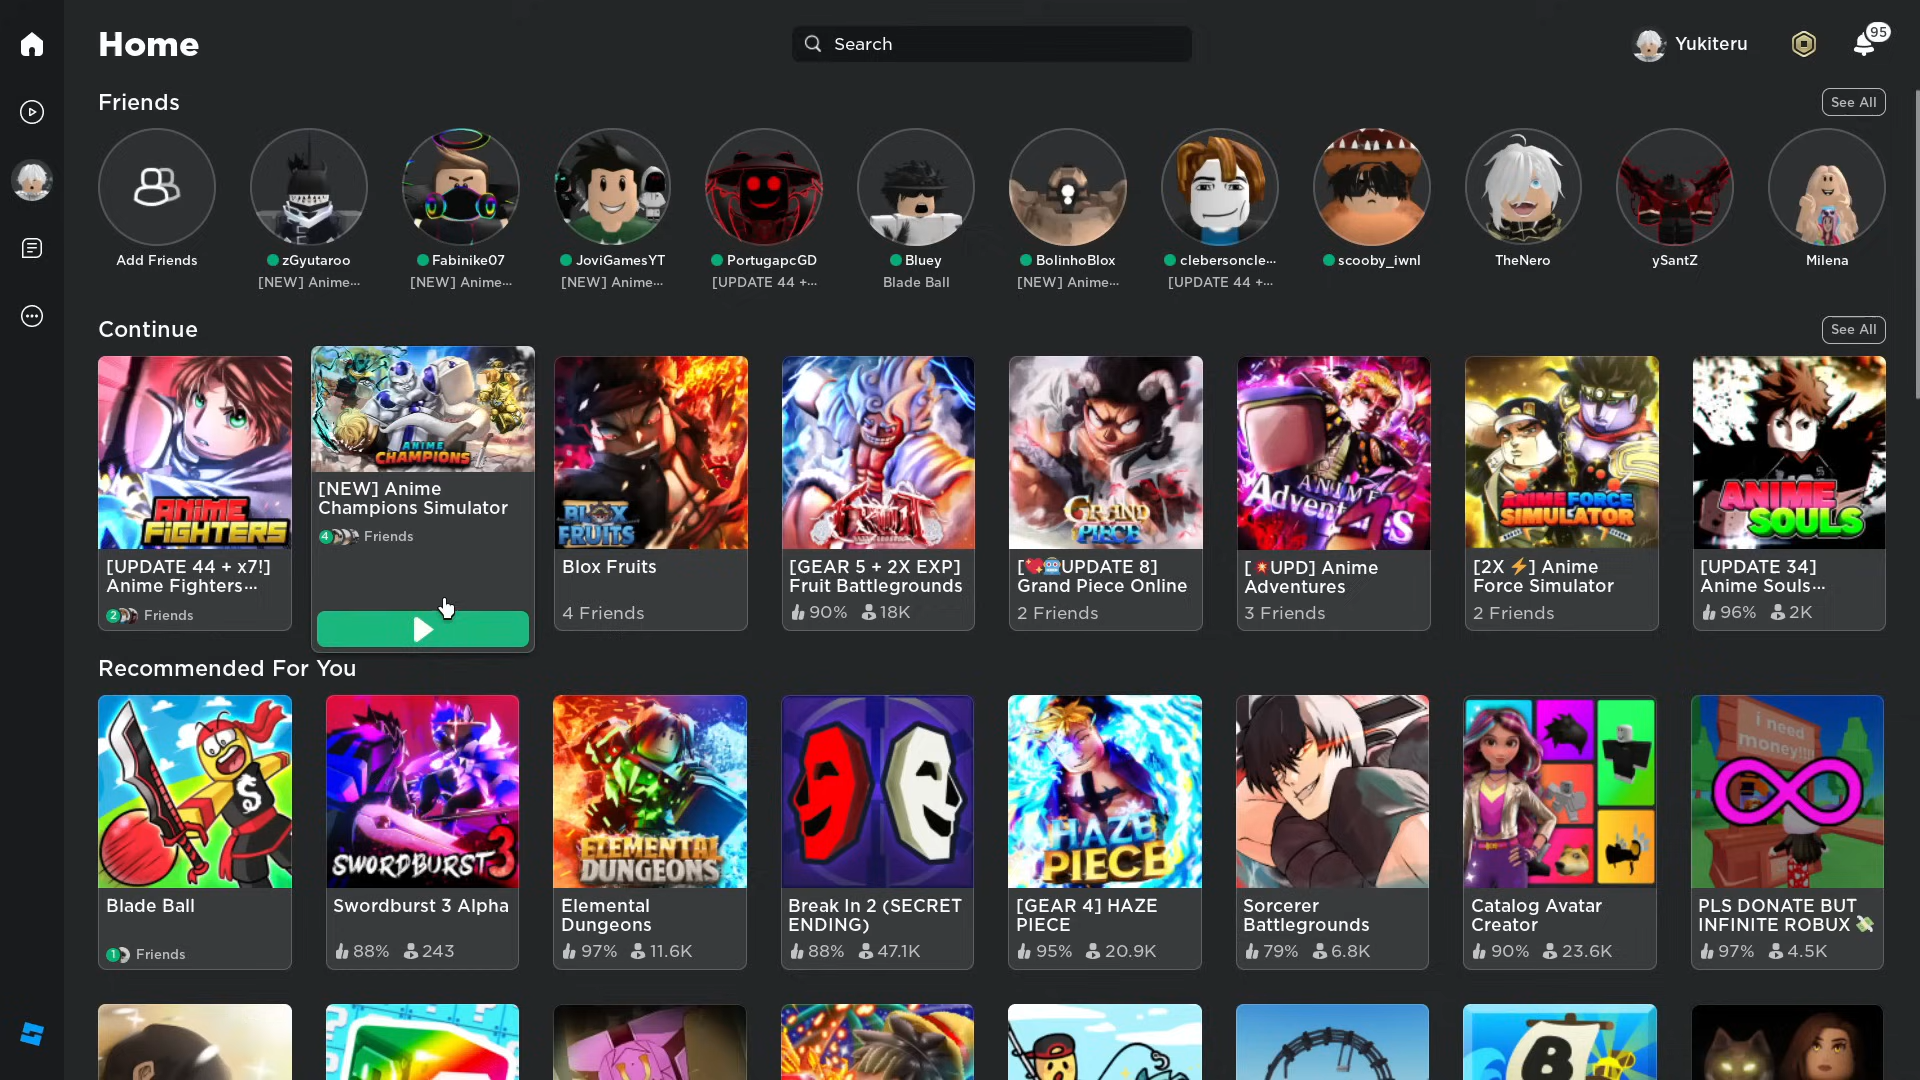 Home
Search
Yukiteru
95
Friends
See All
Add Friends
zGyutaroo
[NEW] Anime...
Fabinike07
[NEW] Anime...
JoviGamesYT
[NEW] Anime...
PortugapcGD
[UPDATE 44 +...
Bluey
Blade Ball
BolinhoBlox
[NEW] Anime...
clebersoncle...
[UPDATE 44 +...
scooby_iwnl
TheNero
ySantZ
Milena
Continue
See All
ANIME
FIGHTERS
[UPDATE 44 + x7!]
Anime Fighters...
2 Friends
ANIME
CHAMPIONS
[NEW] Anime
Champions Simulator
4 Friends
BLOX
FRUITS
Blox Fruits
4 Friends
[GEAR 5 + 2X EXP]
Fruit Battlegrounds
90% 18K
GRAND
PIECE
[💖🥶UPDATE 8]
Grand Piece Online
2 Friends
ANIME
Adventures
[💥UPD] Anime
Adventures
3 Friends
ANIME FORCE
SIMULATOR
[2X ⚡] Anime
Force Simulator
2 Friends
ANIME
SOULS
[UPDATE 34]
Anime Souls...
96% 2K
Recommended For You
Blade Ball
1 Friends
SWORDBURST 3
Swordburst 3 Alpha
88% 243
ELEMENTAL
DUNGEONS
Elemental
Dungeons
97% 11.6K
Break In 2 (SECRET
ENDING)
88% 47.1K
HAZE
PIECE
[GEAR 4] HAZE
PIECE
95% 20.9K
Sorcerer
Battlegrounds
79% 6.8K
Catalog Avatar
Creator
90% 23.6K
i need
money!!!!
PLS DONATE BUT
INFINITE ROBUX 💸
97% 4.5K
B